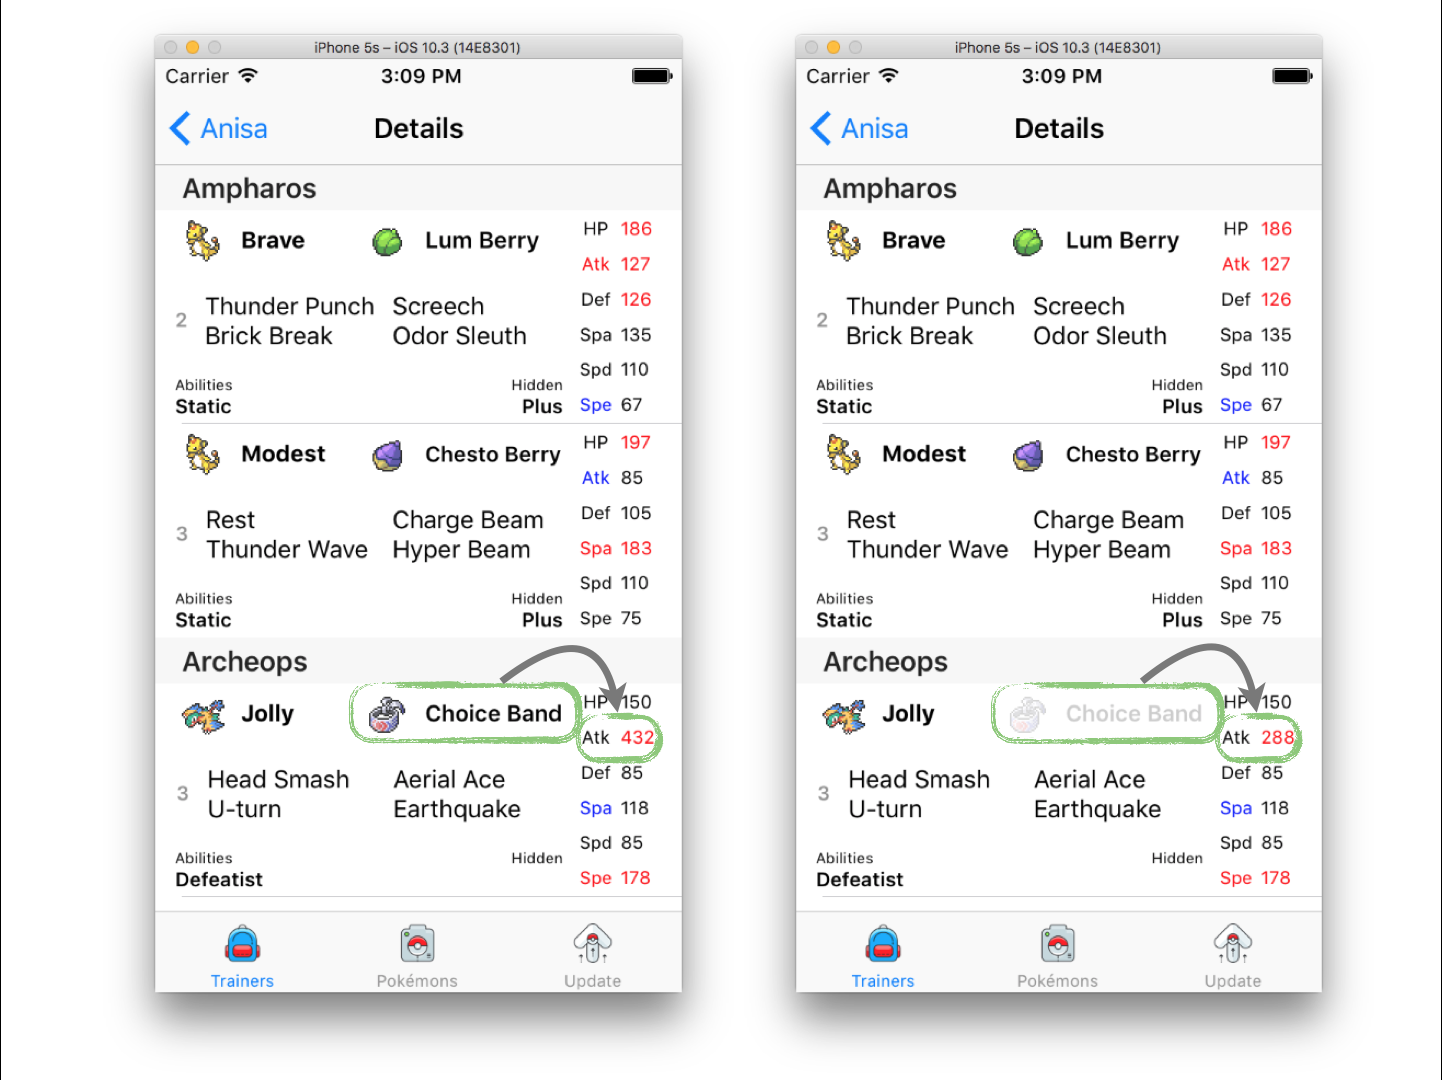 iPhone 5s – iOS 10.3 (14E8301)
Carrier 3:09 PM
Anisa Details
Ampharos
Brave Lum Berry HP 186
Atk 127
Thunder Punch Screech Def 126
2
Brick Break Odor Sleuth Spa 135
Spd 110
Abilities Hidden
Static Plus Spe 67
Modest Chesto Berry HP 197
Atk 85
Rest Charge Beam Def 105
3
Thunder Wave Hyper Beam Spa 183
Spd 110
Abilities Hidden
Static Plus Spe 75
Archeops
HP 150
Jolly Choice Band
Atk 432
Head Smash Aerial Ace Def 85
3
U-turn Earthquake Spa 118
Spd 85
Abilities Hidden
Defeatist Spe 178
Trainers Pokémons Update
iPhone 5s – iOS 10.3 (14E8301)
Carrier 3:09 PM
Anisa Details
Ampharos
Brave Lum Berry HP 186
Atk 127
Thunder Punch Screech Def 126
2
Brick Break Odor Sleuth Spa 135
Spd 110
Abilities Hidden
Static Plus Spe 67
Modest Chesto Berry HP 197
Atk 85
Rest Charge Beam Def 105
3
Thunder Wave Hyper Beam Spa 183
Spd 110
Abilities Hidden
Static Plus Spe 75
Archeops
HP 150
Jolly Choice Band
Atk 288
Head Smash Aerial Ace Def 85
3
U-turn Earthquake Spa 118
Spd 85
Abilities Hidden
Defeatist Spe 178
Trainers Pokémons Update